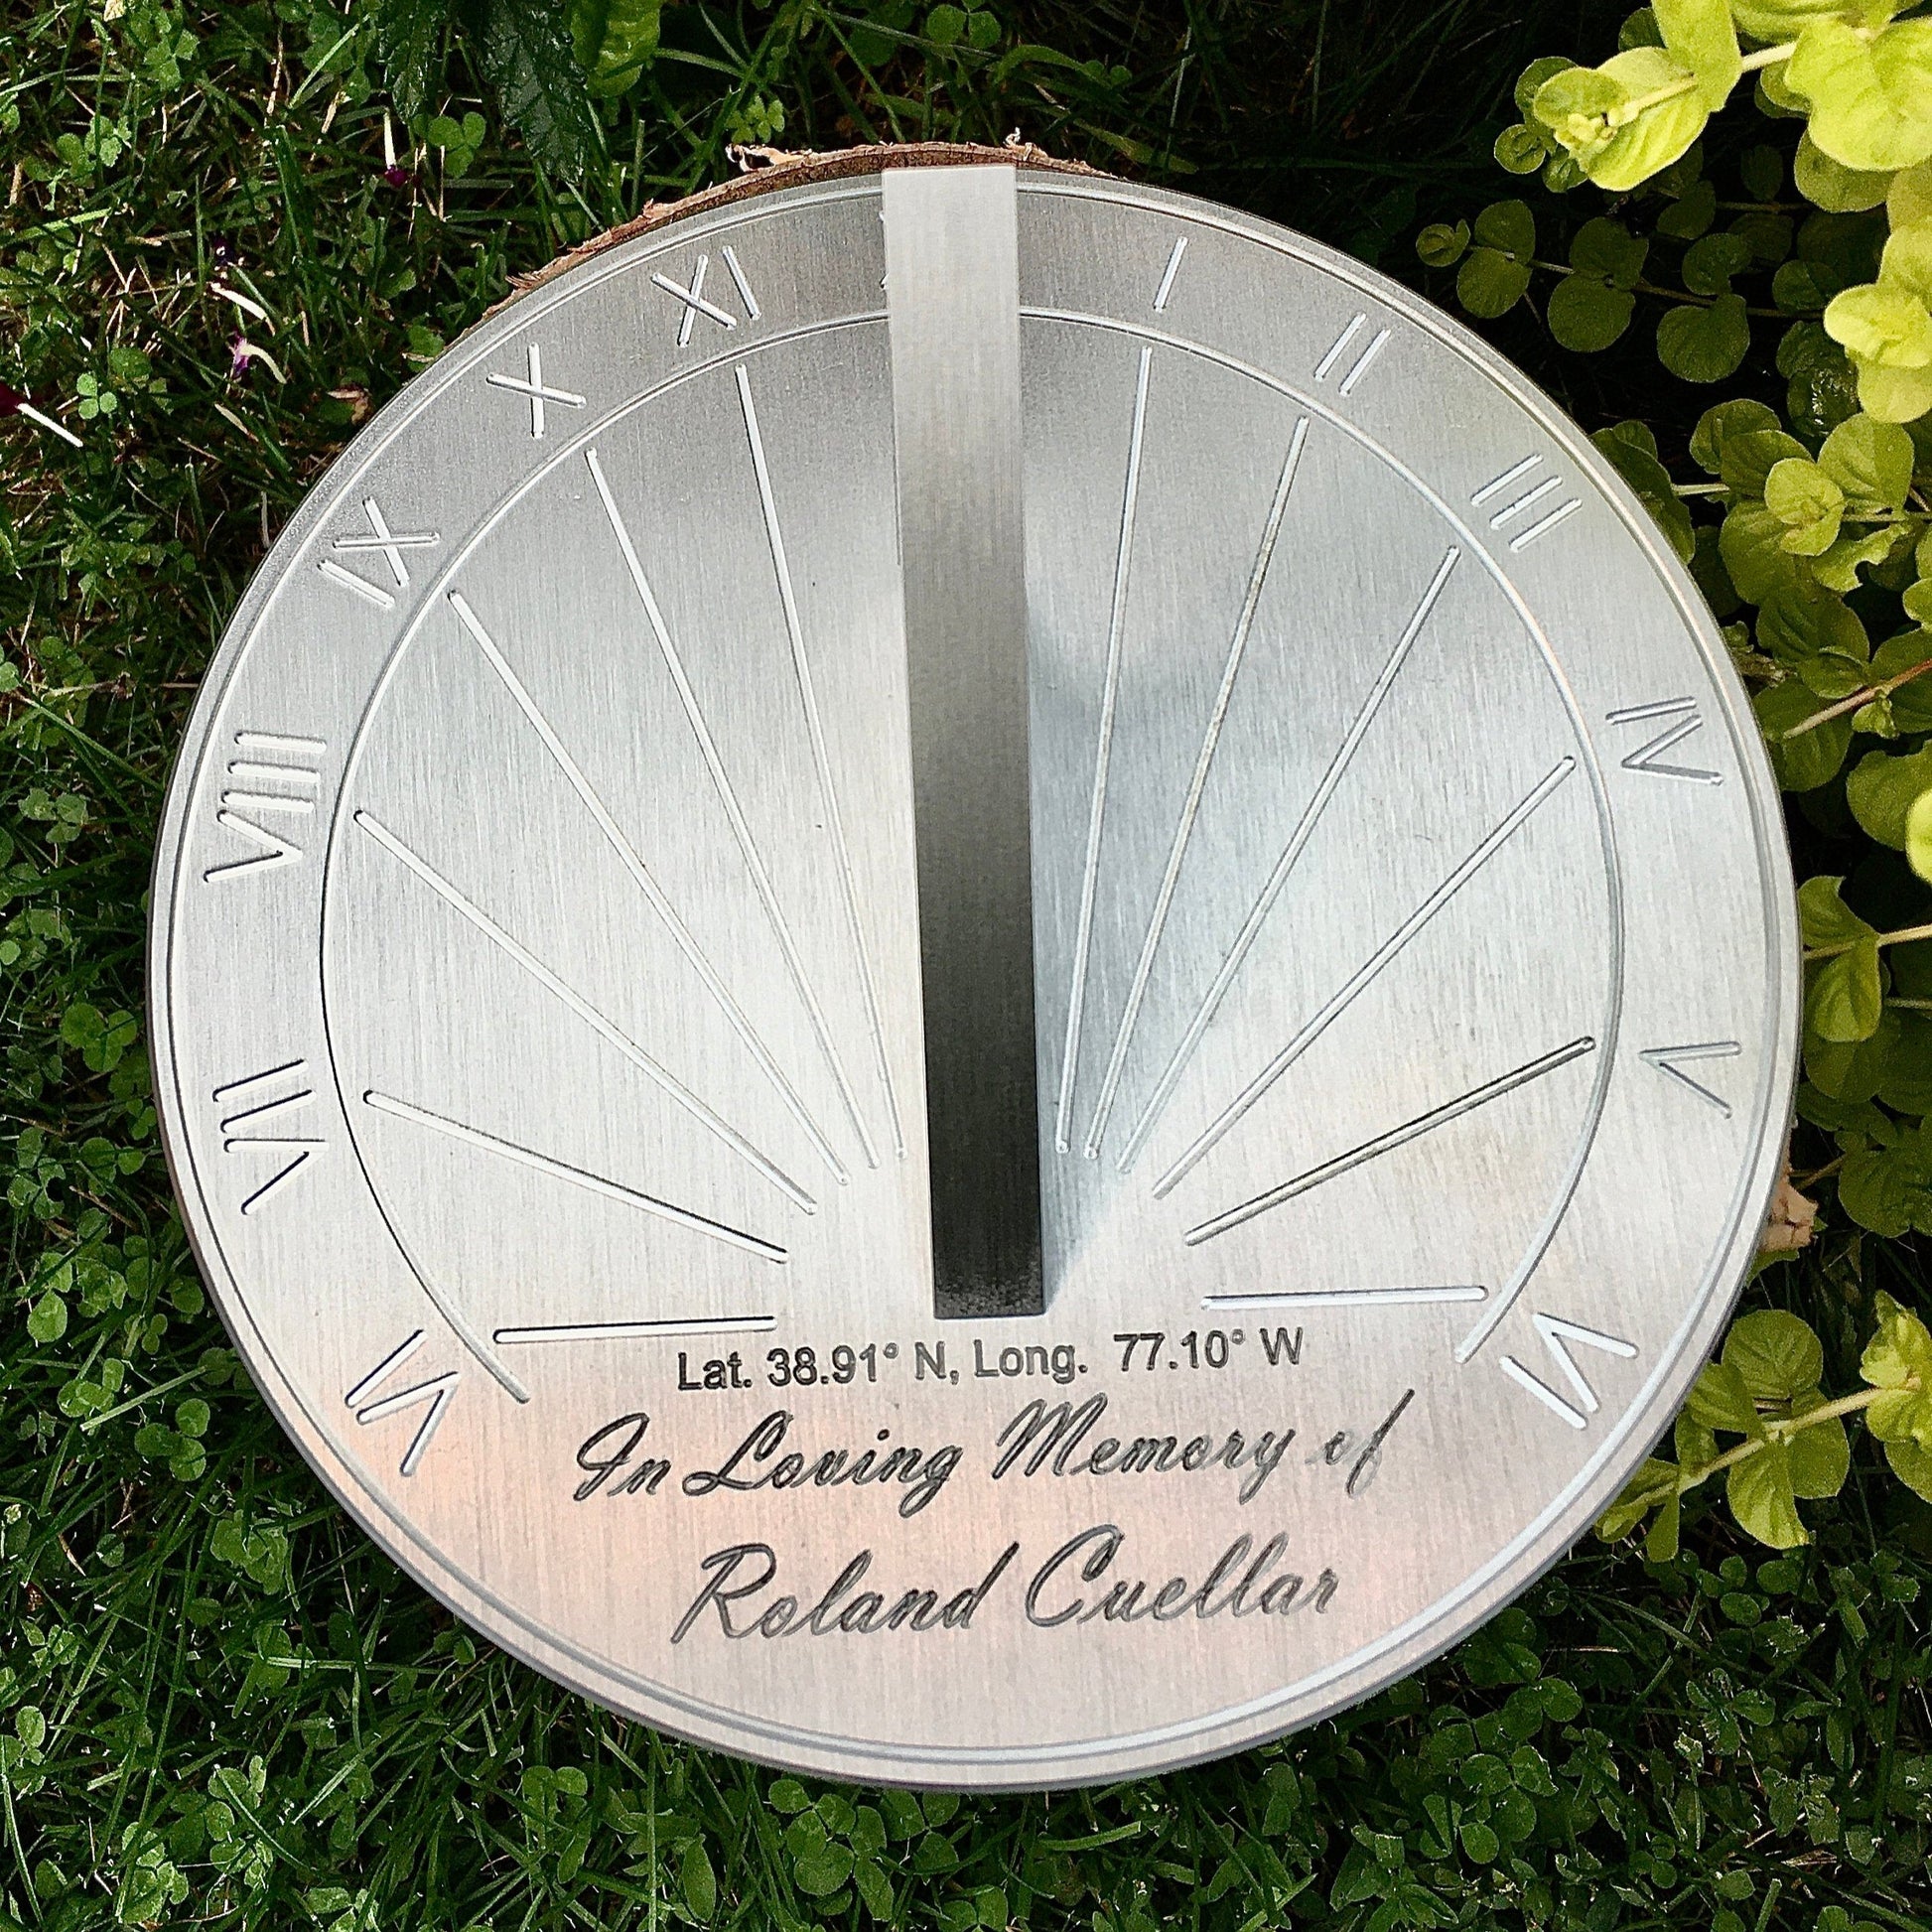 VI
VII
VIII
IX
X
XI
I
II
III
IV
V
VI
Lat. 38.91° N, Long. 77.10° W
In Loving Memory of
Roland Cuellar